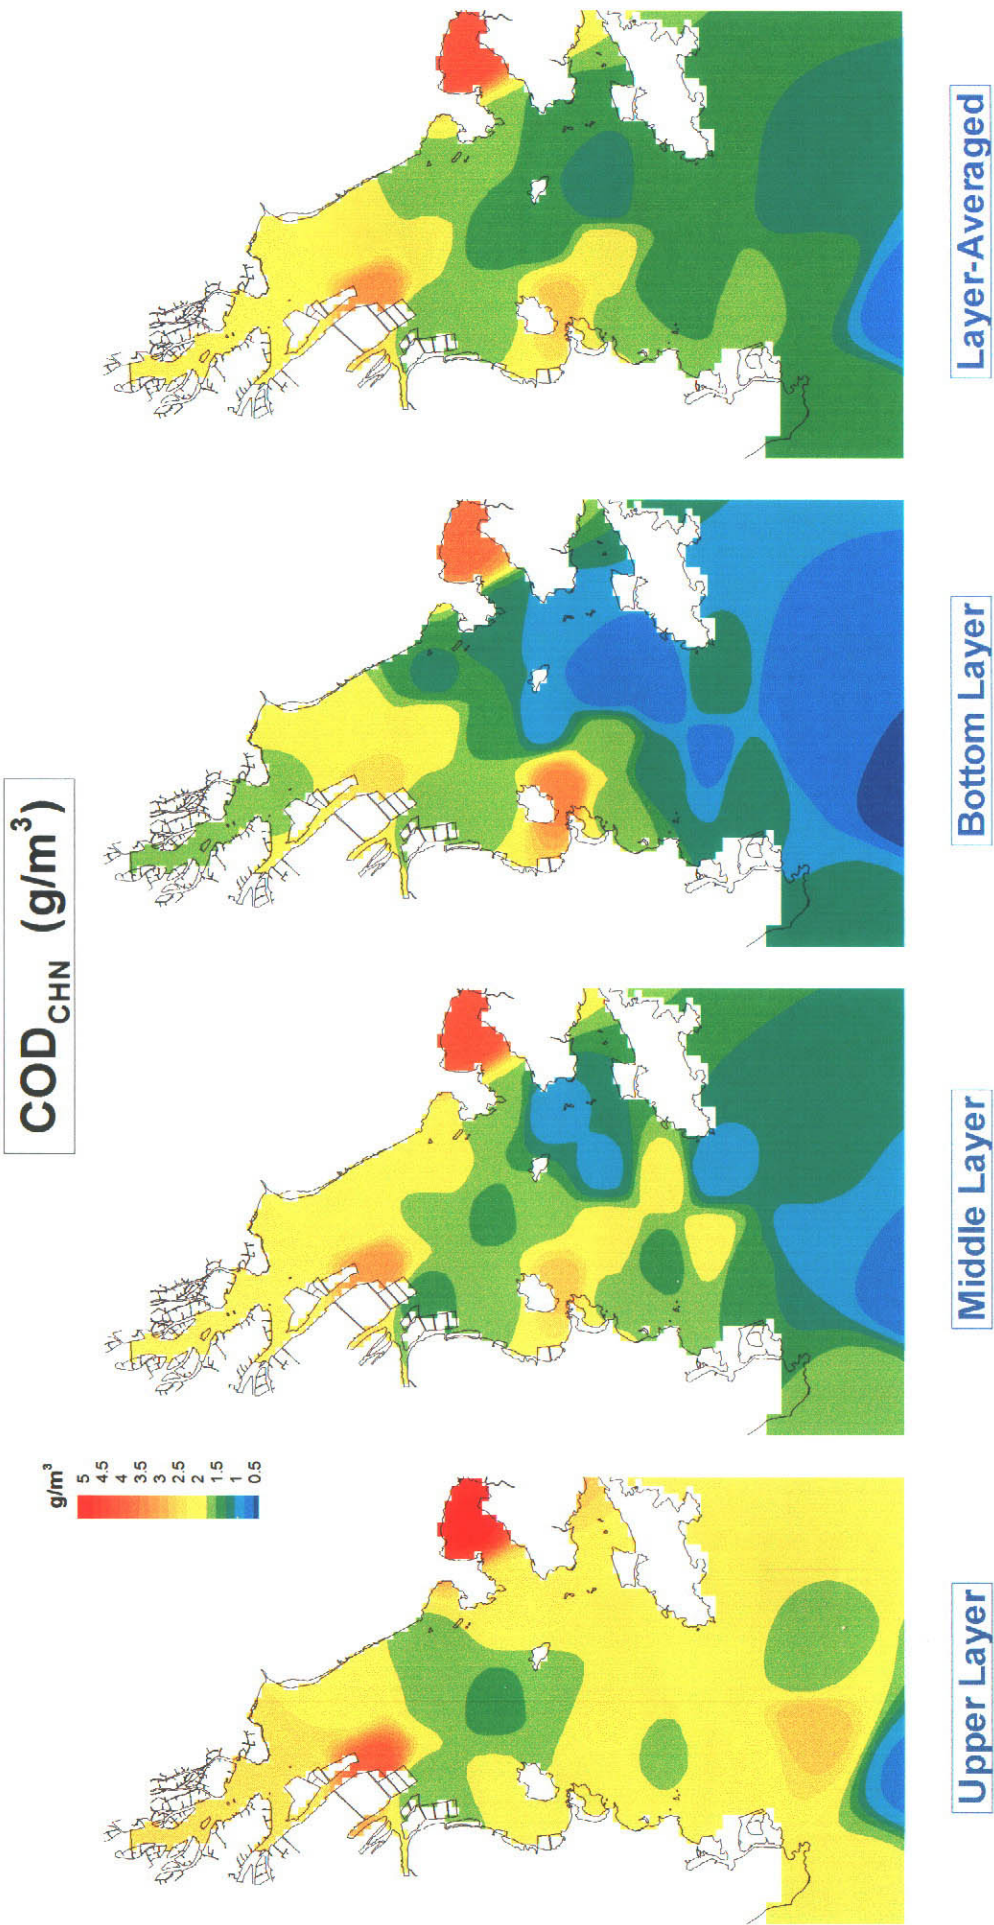 COD_CHN (g/m³)
g/m³
5
4.5
4
3.5
3
2.5
2
1.5
1
0.5
Upper Layer
Middle Layer
Bottom Layer
Layer-Averaged